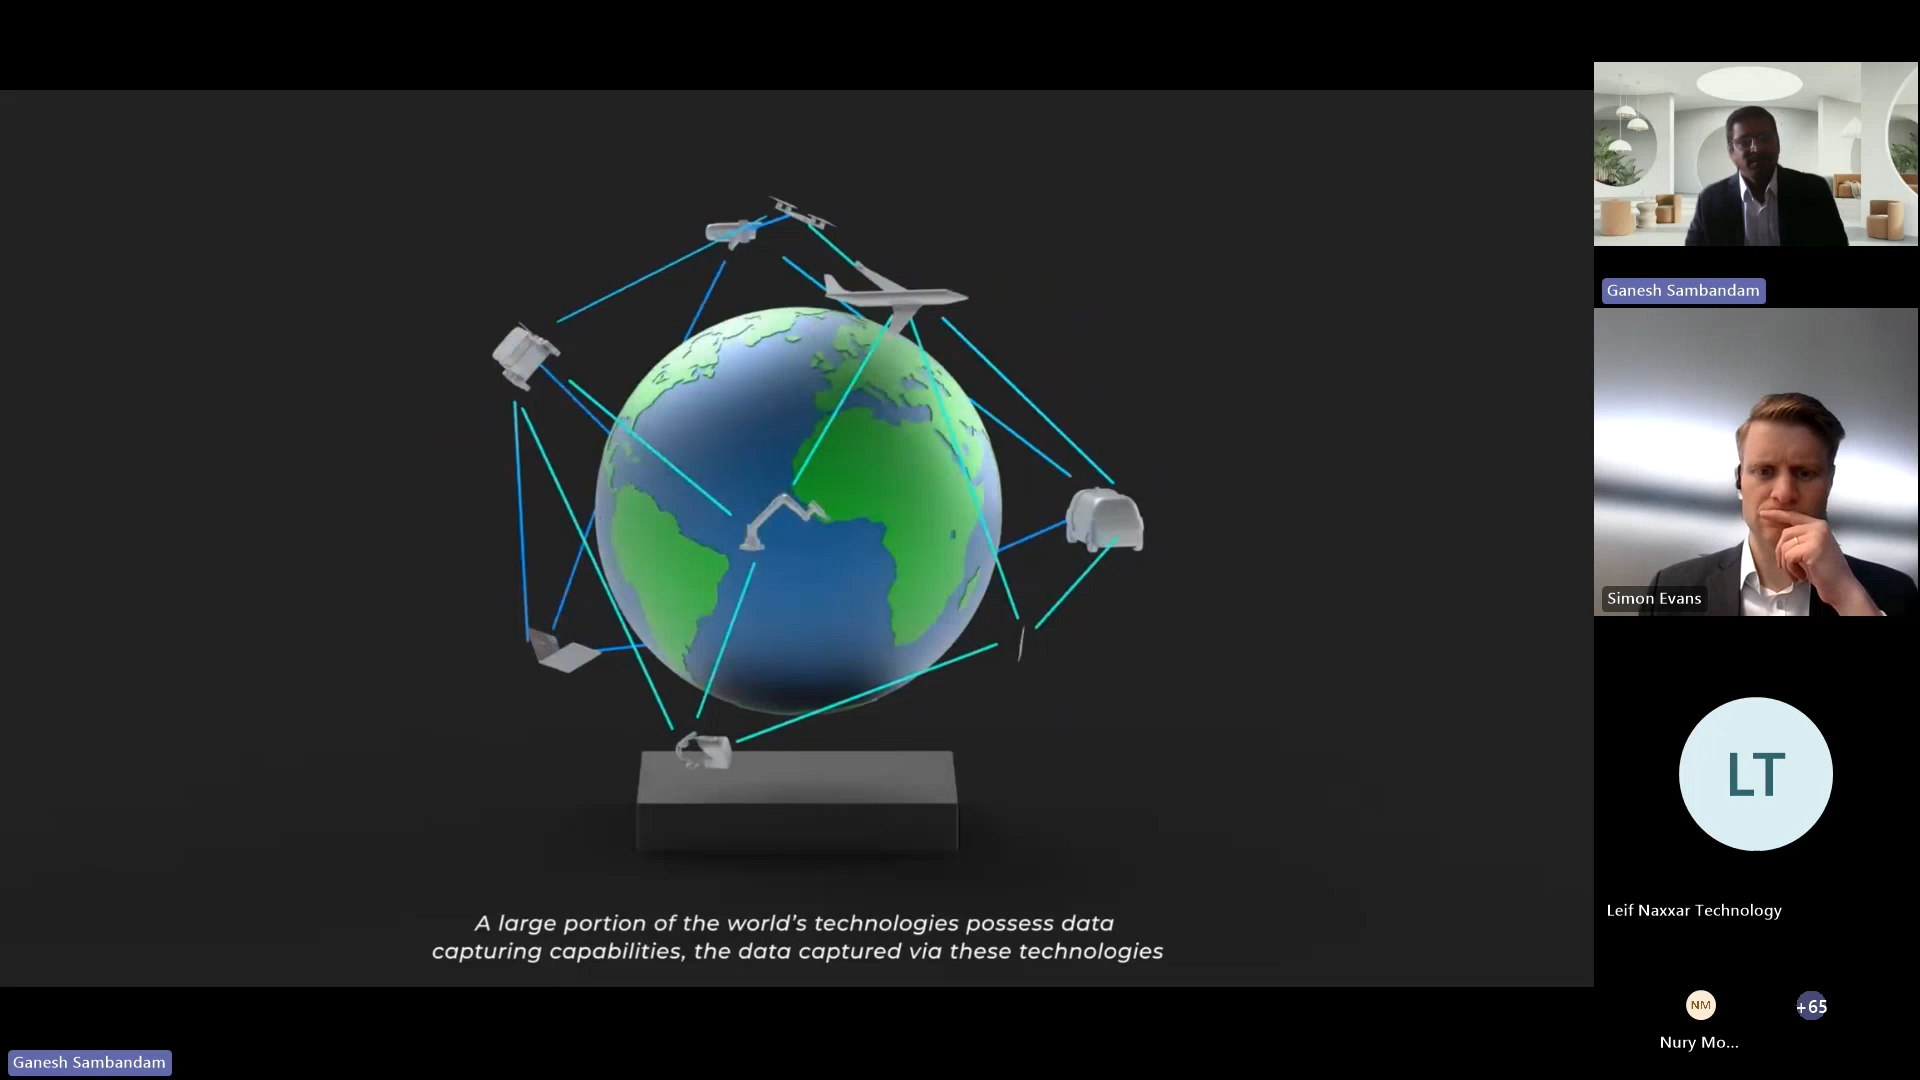 Ganesh Sambandam
Simon Evans
LT
Leif Naxxar Technology
NM
+65
Nury Mo...
A large portion of the world's technologies possess data
capturing capabilities, the data captured via these technologies
Ganesh Sambandam